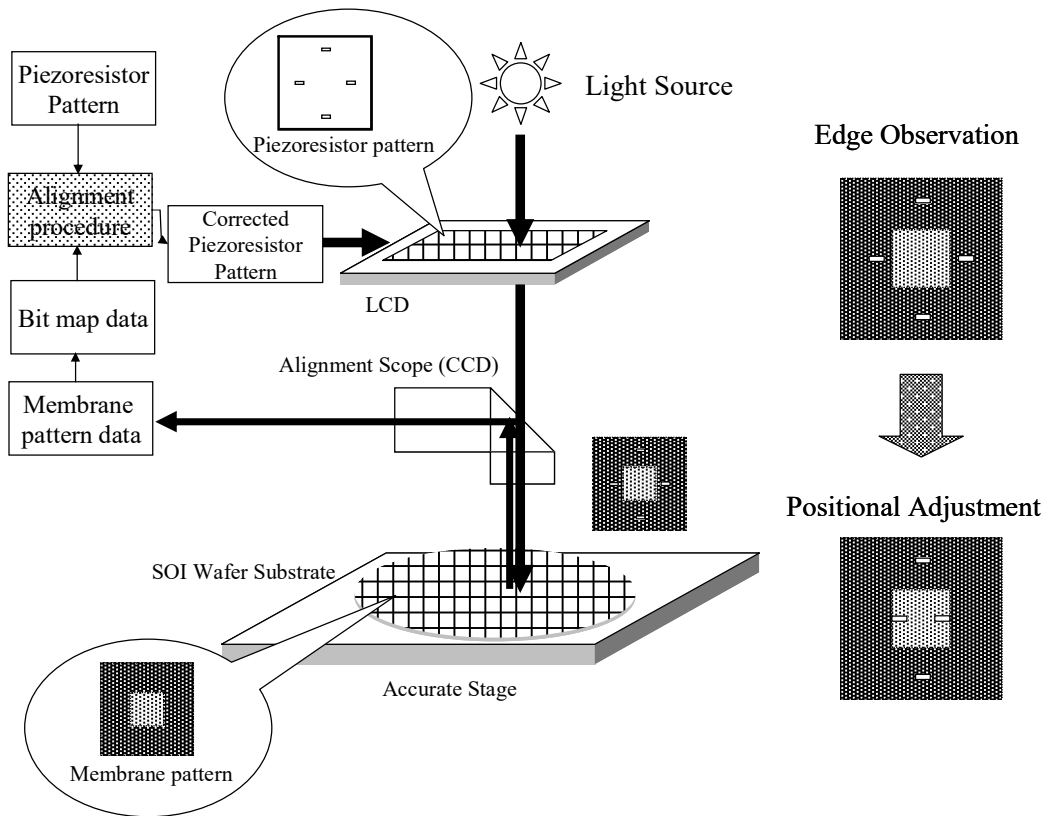 Piezoresistor
Pattern
Alignment
procedure
Corrected
Piezoresistor
Pattern
Bit map data
Membrane
pattern data
Piezoresistor pattern
Light Source
LCD
Alignment Scope (CCD)
SOI Wafer Substrate
Accurate Stage
Membrane pattern
Edge Observation
Positional Adjustment